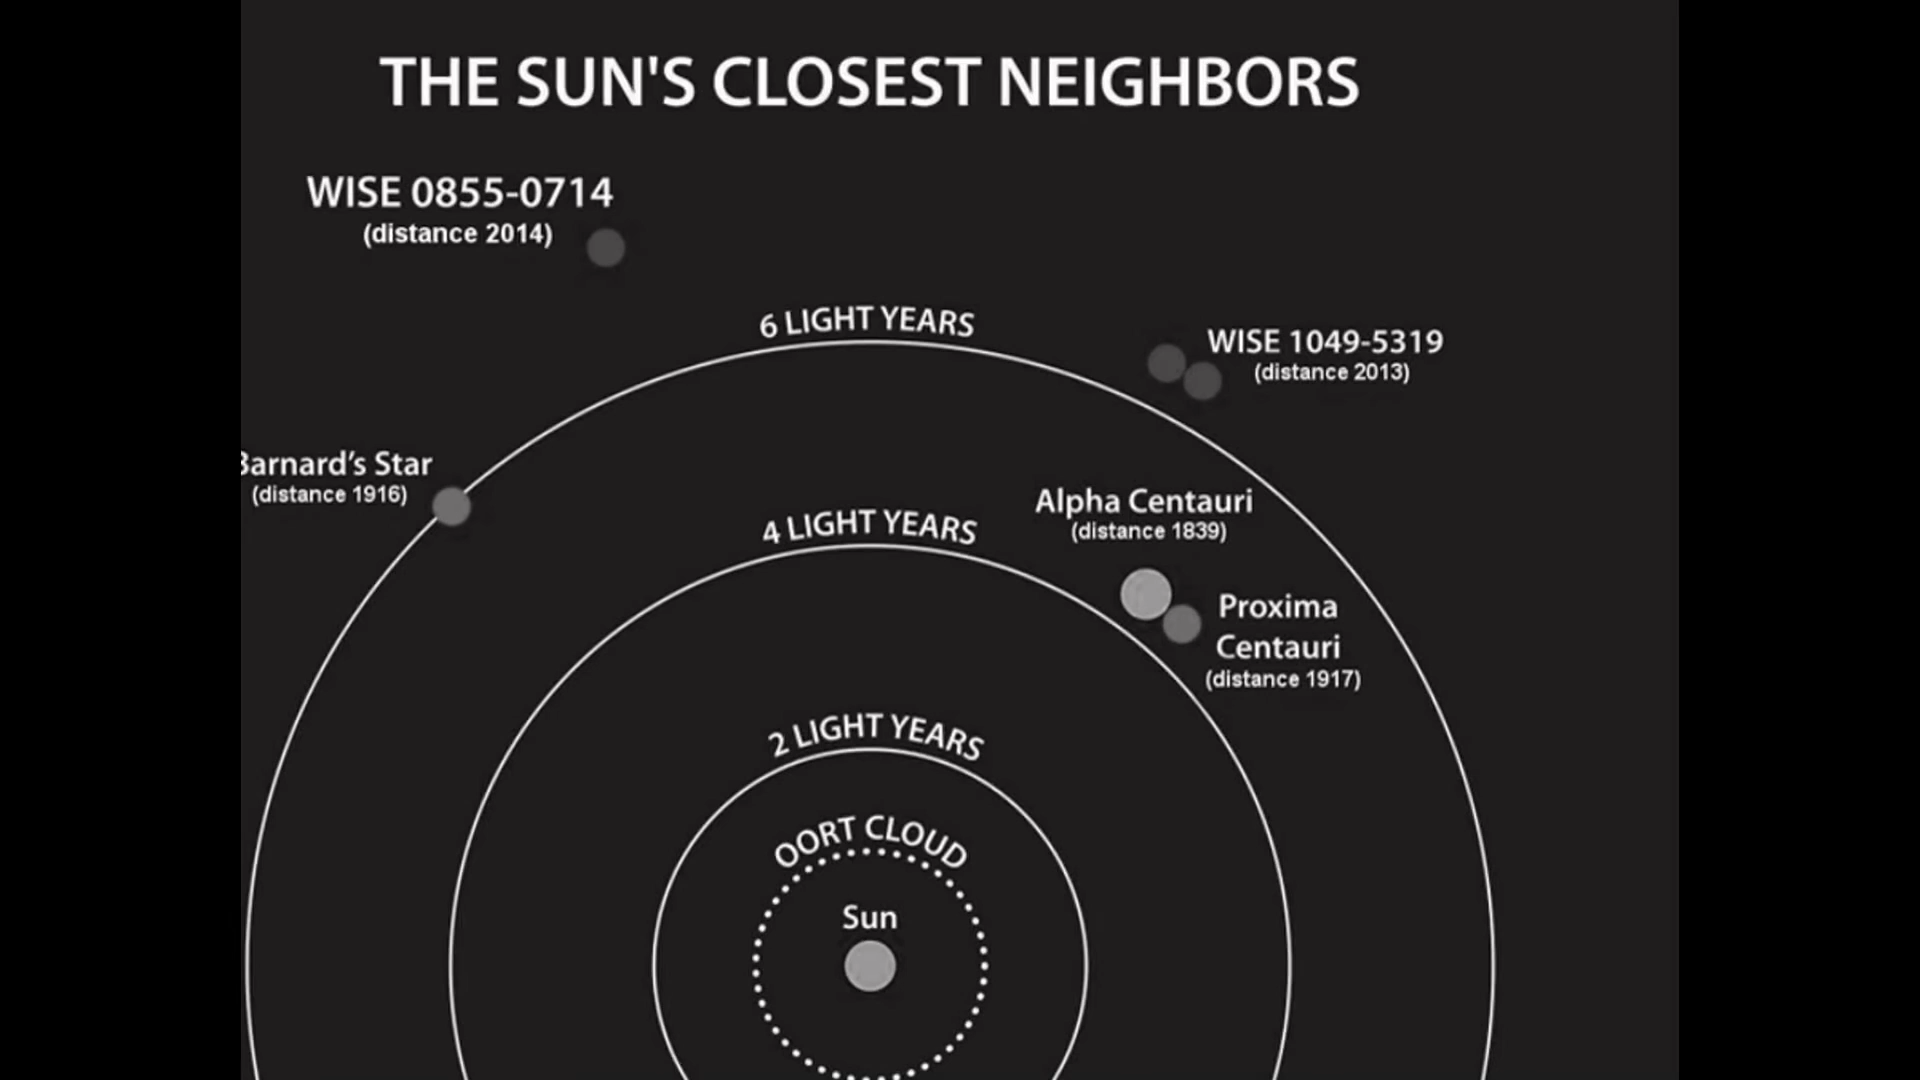 THE SUN'S CLOSEST NEIGHBORS
WISE 0855-0714
(distance 2014)
6 LIGHT YEARS
WISE 1049-5319
(distance 2013)
Barnard’s Star
(distance 1916)
Alpha Centauri
(distance 1839)
4 LIGHT YEARS
Proxima
Centauri
(distance 1917)
2 LIGHT YEARS
OORT CLOUD
Sun